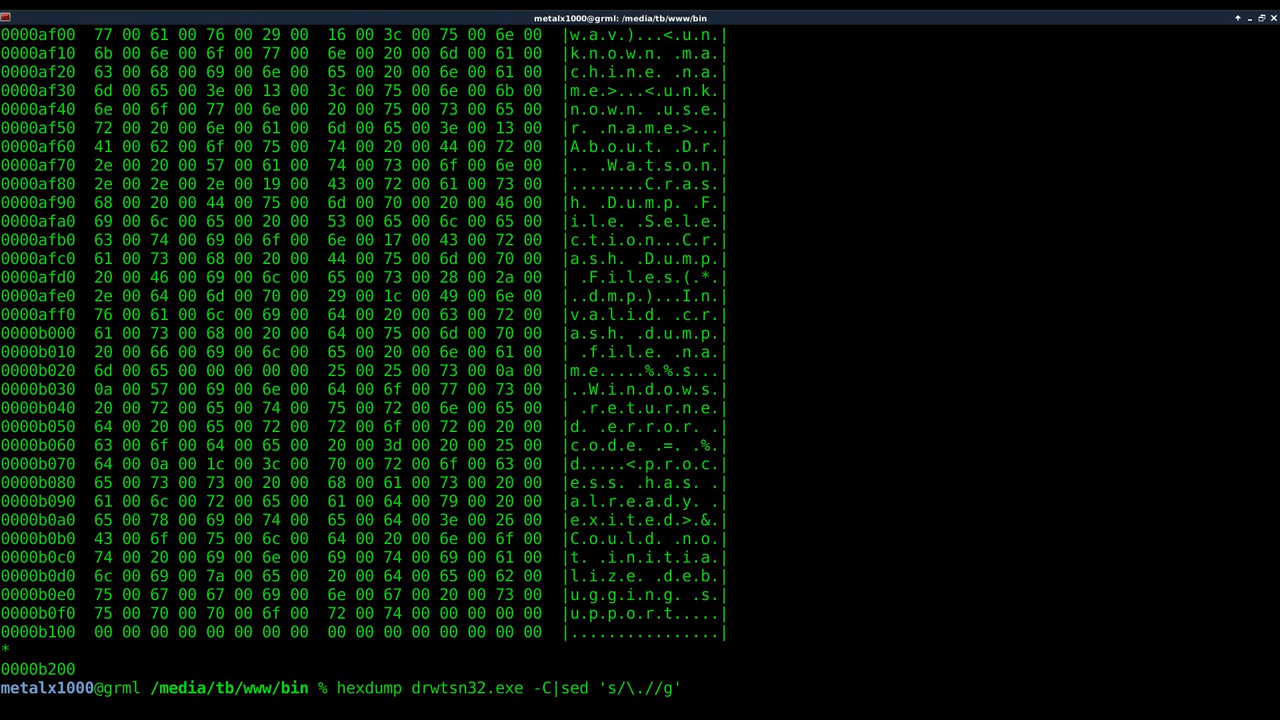 metalx1000@grml: /media/tb/www/bin
0000af00  77 00 61 00 76 00 29 00  16 00 3c 00 75 00 6e 00  |w.a.v.)...<.u.n.|
0000af10  6b 00 6e 00 6f 00 77 00  6e 00 20 00 6d 00 61 00  |k.n.o.w.n. .m.a.|
0000af20  63 00 68 00 69 00 6e 00  65 00 20 00 6e 00 61 00  |c.h.i.n.e. .n.a.|
0000af30  6d 00 65 00 3e 00 13 00  3c 00 75 00 6e 00 6b 00  |m.e.>...<.u.n.k.|
0000af40  6e 00 6f 00 77 00 6e 00  20 00 75 00 73 00 65 00  |n.o.w.n. .u.s.e.|
0000af50  72 00 20 00 6e 00 61 00  6d 00 65 00 3e 00 13 00  |r. .n.a.m.e.>...|
0000af60  41 00 62 00 6f 00 75 00  74 00 20 00 44 00 72 00  |A.b.o.u.t. .D.r.|
0000af70  2e 00 20 00 57 00 61 00  74 00 73 00 6f 00 6e 00  |.. .W.a.t.s.o.n.|
0000af80  2e 00 2e 00 2e 00 19 00  43 00 72 00 61 00 73 00  |........C.r.a.s.|
0000af90  68 00 20 00 44 00 75 00  6d 00 70 00 20 00 46 00  |h. .D.u.m.p. .F.|
0000afa0  69 00 6c 00 65 00 20 00  53 00 65 00 6c 00 65 00  |i.l.e. .S.e.l.e.|
0000afb0  63 00 74 00 69 00 6f 00  6e 00 17 00 43 00 72 00  |c.t.i.o.n...C.r.|
0000afc0  61 00 73 00 68 00 20 00  44 00 75 00 6d 00 70 00  |a.s.h. .D.u.m.p.|
0000afd0  20 00 46 00 69 00 6c 00  65 00 73 00 28 00 2a 00  | .F.i.l.e.s.(.*.|
0000afe0  2e 00 64 00 6d 00 70 00  29 00 1c 00 49 00 6e 00  |..d.m.p.)...I.n.|
0000aff0  76 00 61 00 6c 00 69 00  64 00 20 00 63 00 72 00  |v.a.l.i.d. .c.r.|
0000b000  61 00 73 00 68 00 20 00  64 00 75 00 6d 00 70 00  |a.s.h. .d.u.m.p.|
0000b010  20 00 66 00 69 00 6c 00  65 00 20 00 6e 00 61 00  | .f.i.l.e. .n.a.|
0000b020  6d 00 65 00 00 00 00 00  25 00 25 00 73 00 0a 00  |m.e.....%.%.s...|
0000b030  0a 00 57 00 69 00 6e 00  64 00 6f 00 77 00 73 00  |..W.i.n.d.o.w.s.|
0000b040  20 00 72 00 65 00 74 00  75 00 72 00 6e 00 65 00  | .r.e.t.u.r.n.e.|
0000b050  64 00 20 00 65 00 72 00  72 00 6f 00 72 00 20 00  |d. .e.r.r.o.r. .|
0000b060  63 00 6f 00 64 00 65 00  20 00 3d 00 20 00 25 00  |c.o.d.e. .=. .%.|
0000b070  64 00 0a 00 1c 00 3c 00  70 00 72 00 6f 00 63 00  |d.....<.p.r.o.c.|
0000b080  65 00 73 00 73 00 20 00  68 00 61 00 73 00 20 00  |e.s.s. .h.a.s. .|
0000b090  61 00 6c 00 72 00 65 00  61 00 64 00 79 00 20 00  |a.l.r.e.a.d.y. .|
0000b0a0  65 00 78 00 69 00 74 00  65 00 64 00 3e 00 26 00  |e.x.i.t.e.d.>.&.|
0000b0b0  43 00 6f 00 75 00 6c 00  64 00 20 00 6e 00 6f 00  |C.o.u.l.d. .n.o.|
0000b0c0  74 00 20 00 69 00 6e 00  69 00 74 00 69 00 61 00  |t. .i.n.i.t.i.a.|
0000b0d0  6c 00 69 00 7a 00 65 00  20 00 64 00 65 00 62 00  |l.i.z.e. .d.e.b.|
0000b0e0  75 00 67 00 67 00 69 00  6e 00 67 00 20 00 73 00  |u.g.g.i.n.g. .s.|
0000b0f0  75 00 70 00 70 00 6f 00  72 00 74 00 00 00 00 00  |u.p.p.o.r.t.....|
0000b100  00 00 00 00 00 00 00 00  00 00 00 00 00 00 00 00  |................|
*
0000b200
metalx1000@grml /media/tb/www/bin % hexdump drwtsn32.exe -C|sed 's/\.//g'